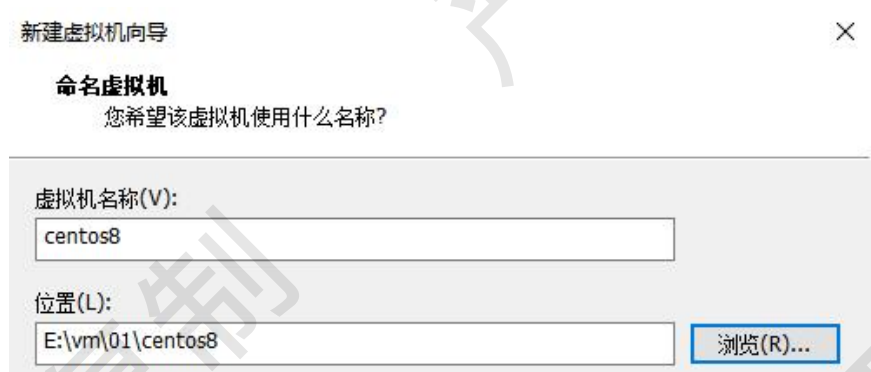 新建虚拟机向导
命名虚拟机
您希望该虚拟机使用什么名称?
虚拟机名称(V):
centos8
位置(L):
E:\vm\01\centos8
浏览(R)...